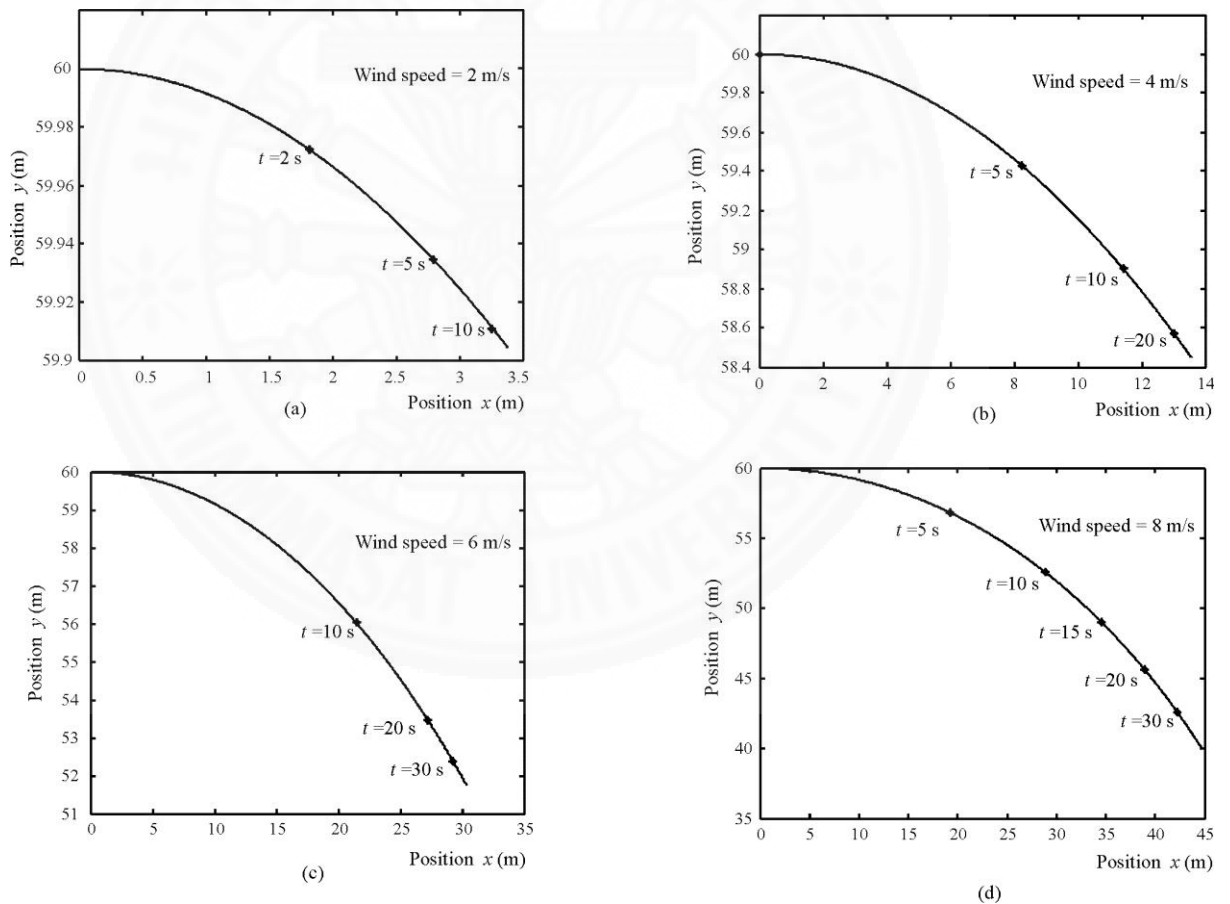 60
59.98
59.96
59.94
59.92
59.9
Position y (m)
Wind speed = 2 m/s
t =2 s
t =5 s
t =10 s
0 0.5 1 1.5 2 2.5 3 3.5
Position x (m)
(a)
60
59.8
59.6
59.4
59.2
59
58.8
58.6
58.4
Position y (m)
Wind speed = 4 m/s
t =5 s
t =10 s
t =20 s
0 2 4 6 8 10 12 14
Position x (m)
(b)
60
59
58
57
56
55
54
53
52
51
Position y (m)
Wind speed = 6 m/s
t =10 s
t =20 s
t =30 s
0 5 10 15 20 25 30 35
Position x (m)
(c)
60
50
45
40
35
Position y (m)
Wind speed = 8 m/s
t =5 s
t =10 s
t =15 s
t =20 s
t =30 s
0 5 10 15 20 25 30 35 40 45
Position x (m)
(d)